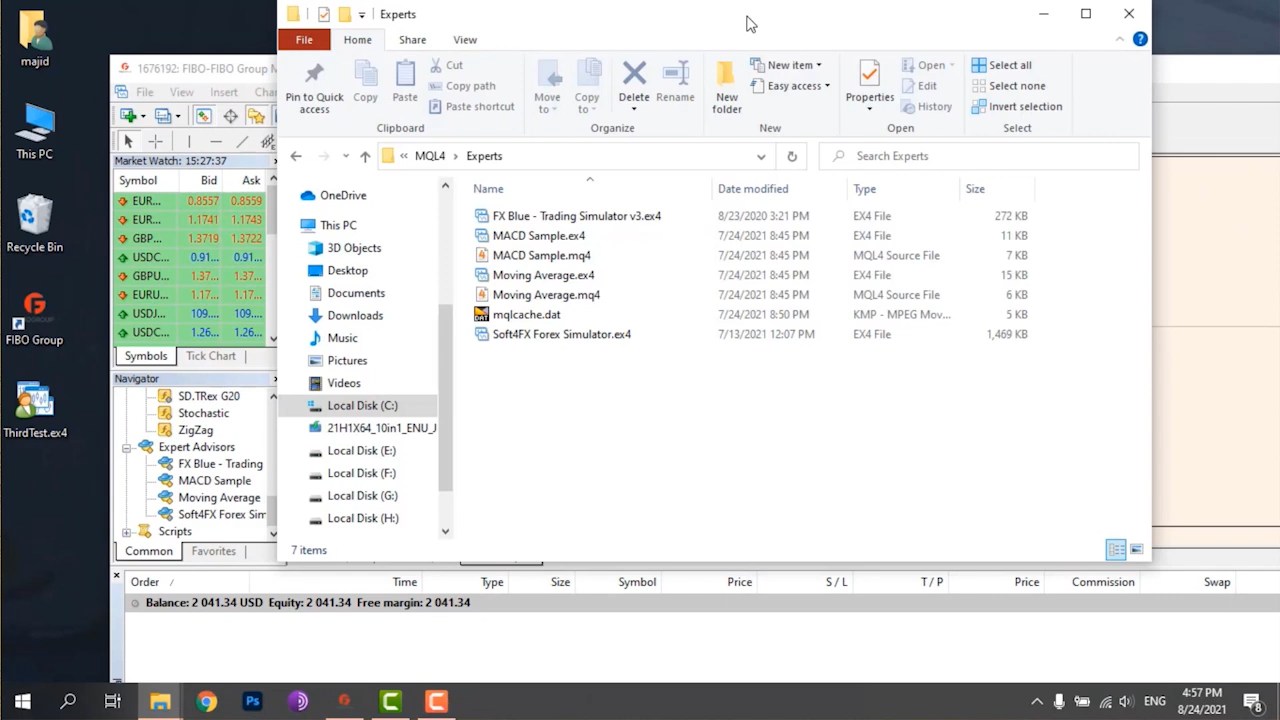 majid
This PC
Recycle Bin
FIBO Group
ThirdTest.ex4
1676192: FIBO-FIBO Group M
File View Insert Cha
Market Watch: 15:27:37
Symbol Bid Ask
EUR... 0.8557 0.8559
EUR... 1.1741 1.1743
GBP... 1.3719 1.3722
USDC... 0.91... 0.91...
GBPU... 1.37... 1.37...
EURU... 1.17... 1.17...
USDJ... 109.... 109....
USDC... 1.26... 1.26...
Symbols Tick Chart
Navigator
SD.TRex G20
Stochastic
ZigZag
Expert Advisors
FX Blue - Trading
MACD Sample
Moving Average
Soft4FX Forex Sim
Scripts
Common Favorites
Experts
File Home Share View
Pin to Quick access
Copy
Paste
Cut
Copy path
Paste shortcut
Clipboard
Move to
Copy to
Delete
Rename
Organize
New folder
New item
Easy access
New
Properties
Open
Edit
History
Open
Select all
Select none
Invert selection
Select
« MQL4 › Experts
Search Experts
OneDrive
This PC
3D Objects
Desktop
Documents
Downloads
Music
Pictures
Videos
Local Disk (C:)
21H1X64_10in1_ENU_J
Local Disk (E:)
Local Disk (F:)
Local Disk (G:)
Local Disk (H:)
Name Date modified Type Size
FX Blue - Trading Simulator v3.ex4 8/23/2020 3:21 PM EX4 File 272 KB
MACD Sample.ex4 7/24/2021 8:45 PM EX4 File 11 KB
MACD Sample.mq4 7/24/2021 8:45 PM MQL4 Source File 7 KB
Moving Average.ex4 7/24/2021 8:45 PM EX4 File 15 KB
Moving Average.mq4 7/24/2021 8:45 PM MQL4 Source File 6 KB
mqlcache.dat 7/24/2021 8:50 PM KMP - MPEG Mov... 5 KB
Soft4FX Forex Simulator.ex4 7/13/2021 12:07 PM EX4 File 1,469 KB
7 items
Order / Time Type Size Symbol Price S / L T / P Price Commission Swap
Balance: 2 041.34 USD Equity: 2 041.34 Free margin: 2 041.34
Ps
ENG
4:57 PM
8/24/2021
8